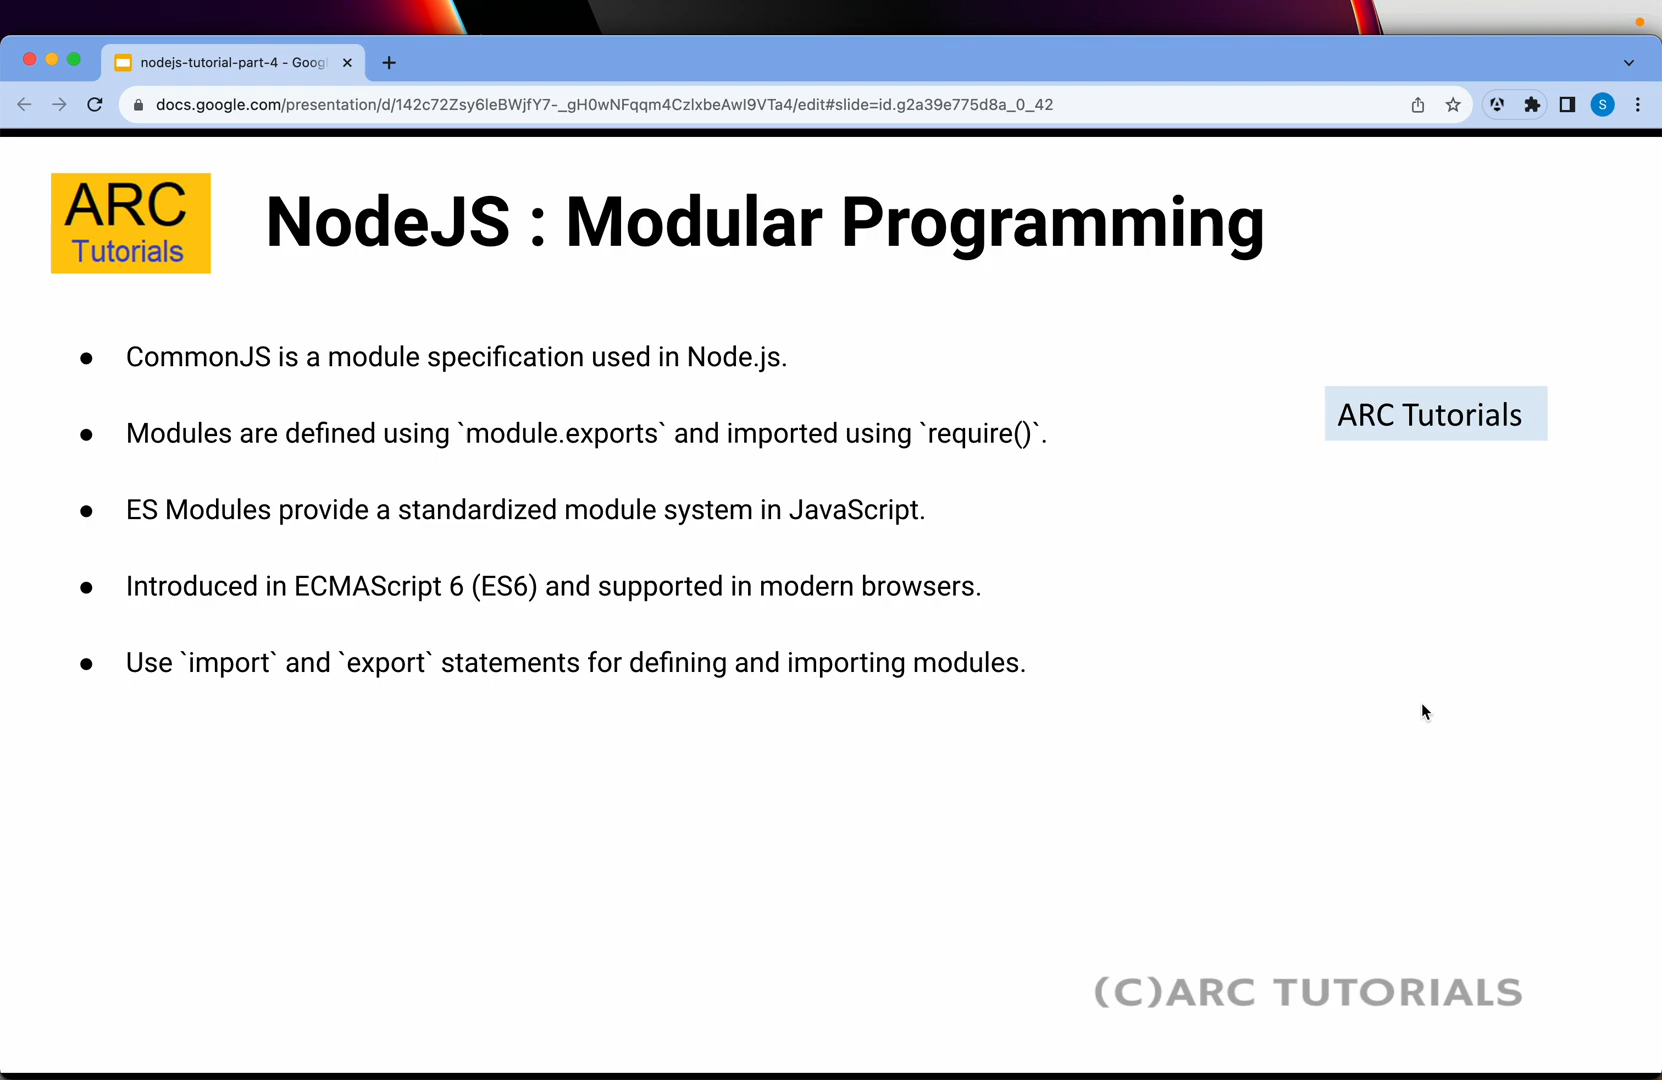 nodejs-tutorial-part-4 - Goog
docs.google.com/presentation/d/142c72Zsy6leBWjfY7-_gH0wNFqqm4CzlxbeAwI9VTa4/edit#slide=id.g2a39e775d8a_0_42
S
ARC
Tutorials
NodeJS : Modular Programming
● CommonJS is a module specification used in Node.js.
● Modules are defined using `module.exports` and imported using `require()`.
ARC Tutorials
● ES Modules provide a standardized module system in JavaScript.
● Introduced in ECMAScript 6 (ES6) and supported in modern browsers.
● Use `import` and `export` statements for defining and importing modules.
(C)ARC TUTORIALS